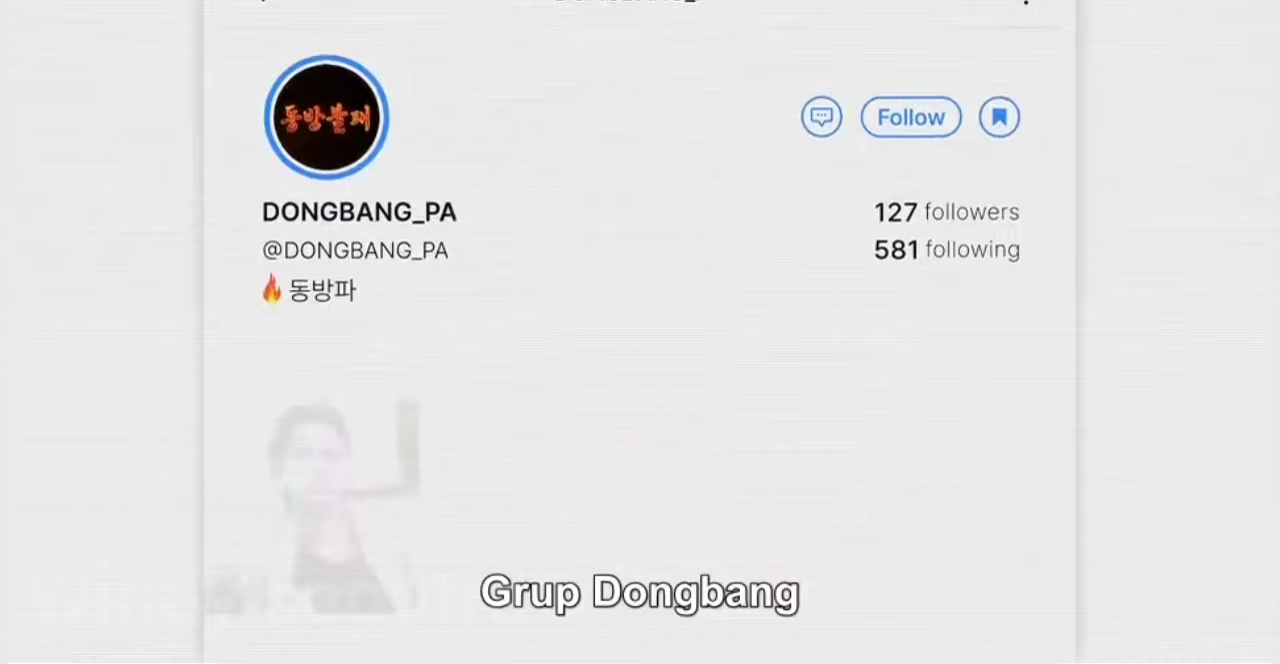 동방불패
Follow
DONGBANG_PA
127 followers
@DONGBANG_PA
581 following
🔥 동방파
Grup Dongbang